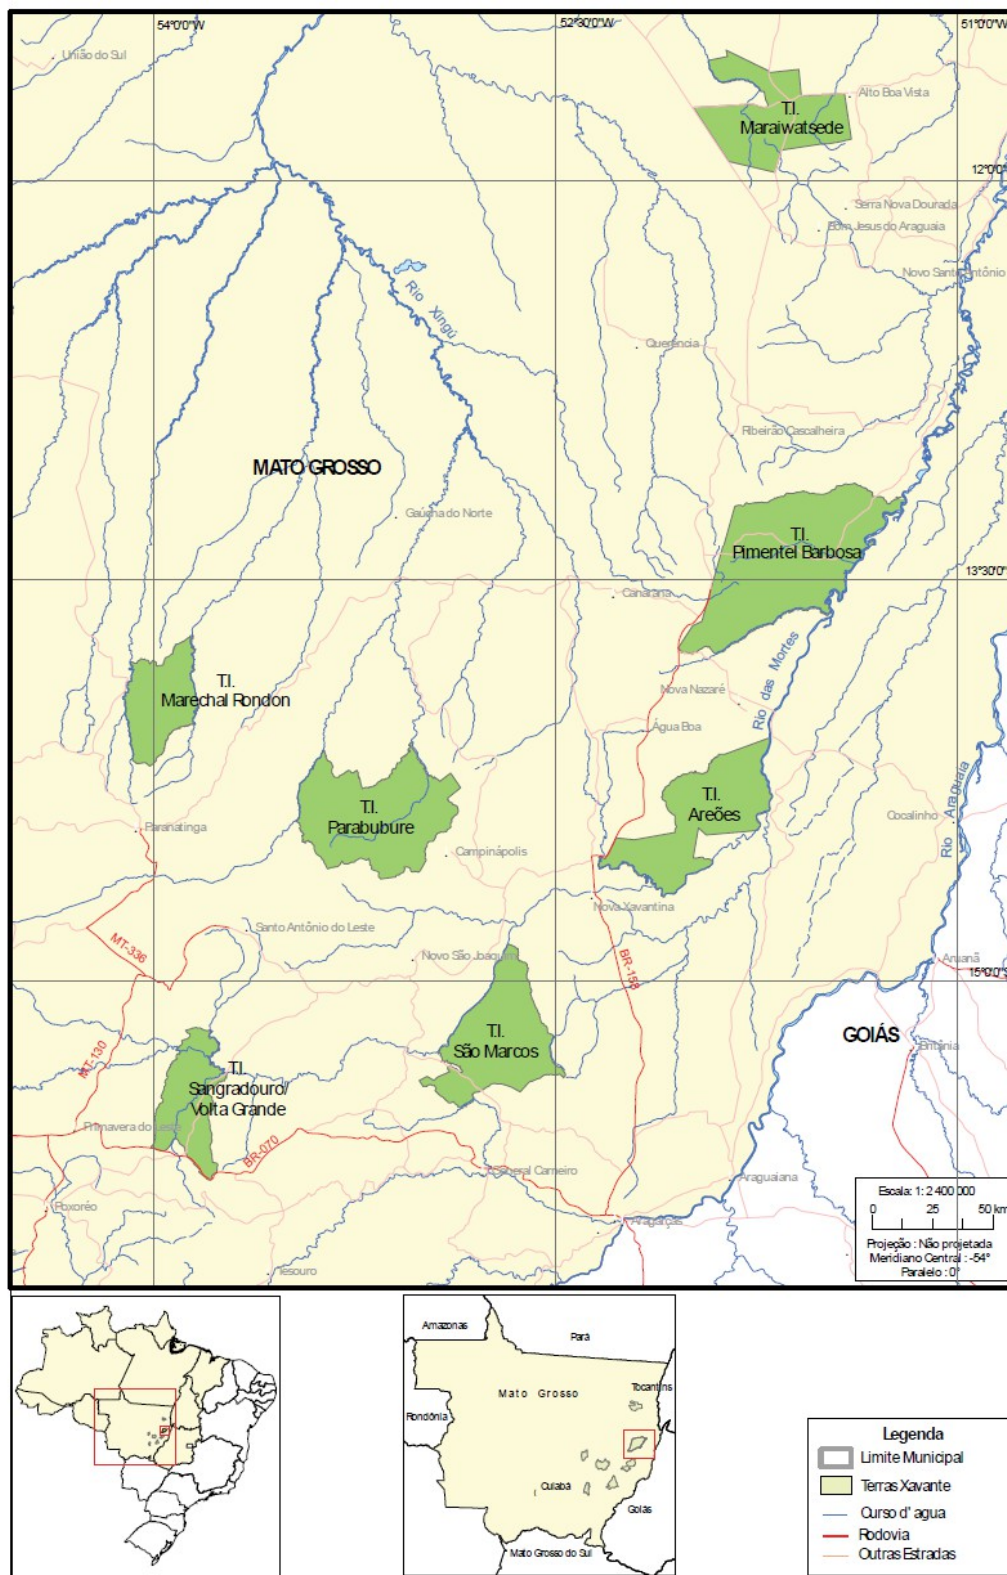 54°0'0"W
52°30'0"W
51°0'0"W
União do Sul
T.I.
Maraiwatsede
Alto Boa Vista
12°0'0"
Serra Nova Dourada
Bom Jesus do Araguaia
Novo Santo Antônio
Rio Xingú
Querência
Ribeirão Cascalheira
MATO GROSSO
Gaúcha do Norte
T.I.
Pimentel Barbosa
13°30'0"
Canarana
Rio das Mortes
T.I.
Marechal Rondon
Nova Nazaré
Água Boa
T.I.
Parabubure
T.I.
Areões
Rio Araguaia
Cocalinho
Paranatinga
Campinápolis
Nova Xavantina
Santo Antônio do Leste
MT-336
Novo São Joaquim
BR-158
Aruanã
15°0'0"S
T.I.
São Marcos
GOIÁS
Britânia
MT-130
T.I.
Sangradouro/
Volta Grande
Primavera do Leste
BR-070
General Carneiro
Araguaiana
Poxoréo
Aragarças
Tesouro
Escala: 1: 2 400 000
0 25 50 km
Projeção : Não projetada
Meridiano Central : -54°
Paralelo : 0°
Amazonas
Pará
Mato Grosso
Tocantins
Rondônia
Cuiabá
Goiás
Mato Grosso do Sul
Legenda
Limite Municipal
Terras Xavante
Curso d' agua
Rodovia
Outras Estradas